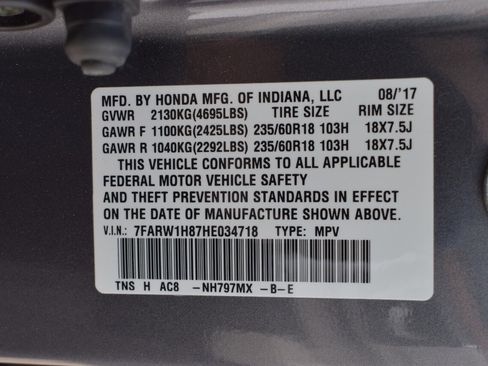 MFD. BY HONDA MFG. OF INDIANA, LLC 08/'17
GVWR 2130KG(4695LBS) TIRE SIZE RIM SIZE
GAWR F 1100KG(2425LBS) 235/60R18 103H 18X7.5J
GAWR R 1040KG(2292LBS) 235/60R18 103H 18X7.5J
THIS VEHICLE CONFORMS TO ALL APPLICABLE
FEDERAL MOTOR VEHICLE SAFETY
AND THEFT PREVENTION STANDARDS IN EFFECT
ON THE DATE OF MANUFACTURE SHOWN ABOVE.
V.I.N.: 7FARW1H87HE034718 TYPE: MPV
TNS H AC8 -NH797MX -B-E